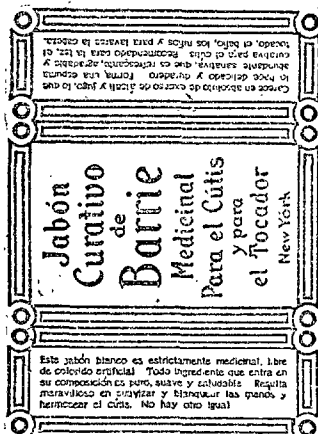 Carece en absoluto de exceso de álcali y jugo, lo que
lo hace delicado y duradero. Forma una espuma
abundante sanativa, que es refrescante, agradable y
curativa para el cutis. Recomendado para la tez, el
tocado, el baño, los niños y para lavarse la cabeza.
Jabón
Curativo
de
Barrie
Medicinal
Para el Cútis
y para
el Tocador
New York
Este jabón blanco es estrictamente medicinal, libre
de colorido artificial. Todo ingrediente que entra en
su composición es puro, suave y saludable. Resulta
maravilloso en suavizar y blanquear las manos y
hermosear el cútis. No hay otro igual